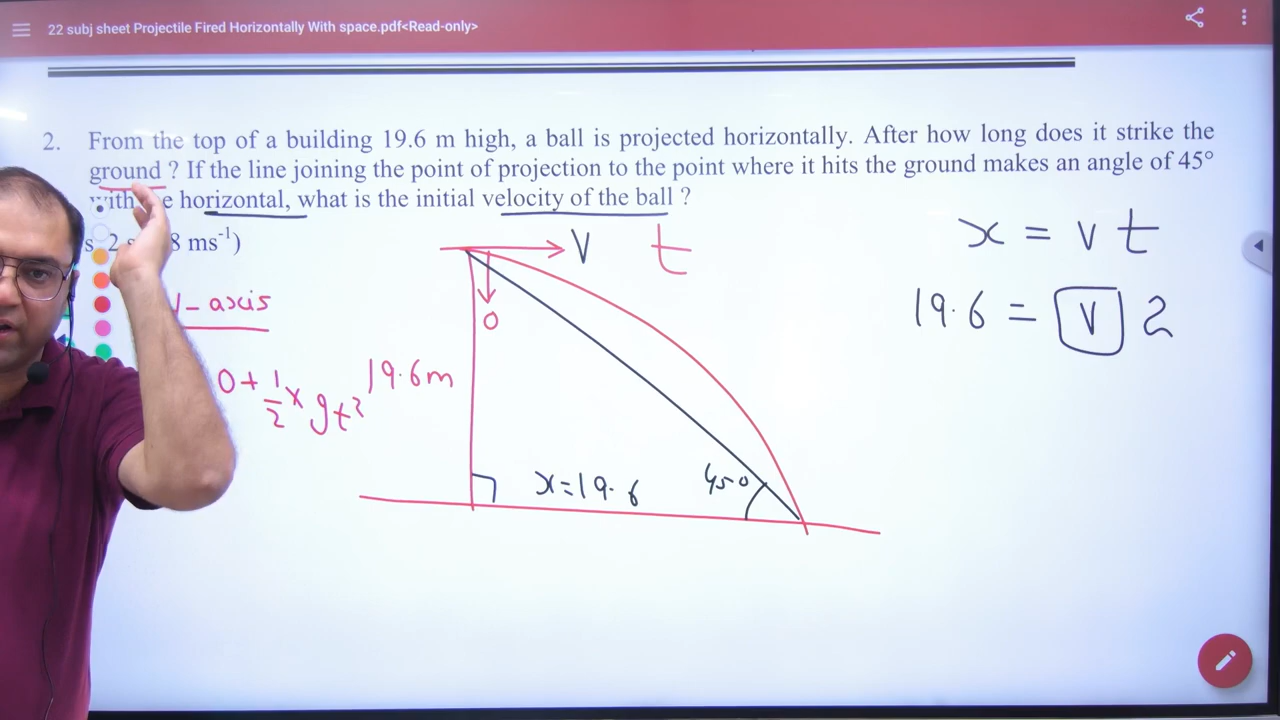 22 subj sheet Projectile Fired Horizontally With space.pdf<Read-only>
2. From the top of a building 19.6 m high, a ball is projected horizontally. After how long does it strike the
ground ? If the line joining the point of projection to the point where it hits the ground makes an angle of 45°
with horizontal, what is the initial velocity of the ball ?
s 2 8 ms⁻¹)
V t
x = v t
- axis
0
19.6 = V 2
0 + 1/2 x gt²
19.6m
x=19.6
45°